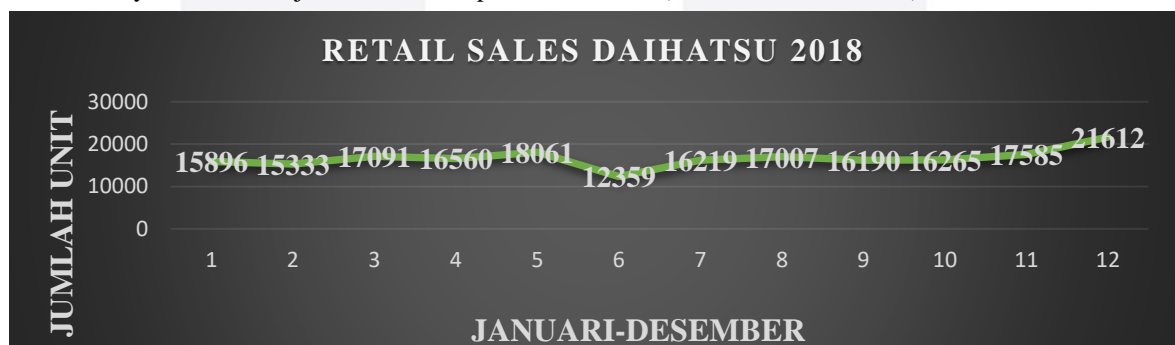 RETAIL SALES DAIHATSU 2018
JUMLAH UNIT
30000
20000
10000
0
15896 15333 17091 16560 18061 12359 16219 17007 16190 16265 17585 21612
1 2 3 4 5 6 7 8 9 10 11 12
JANUARI-DESEMBER